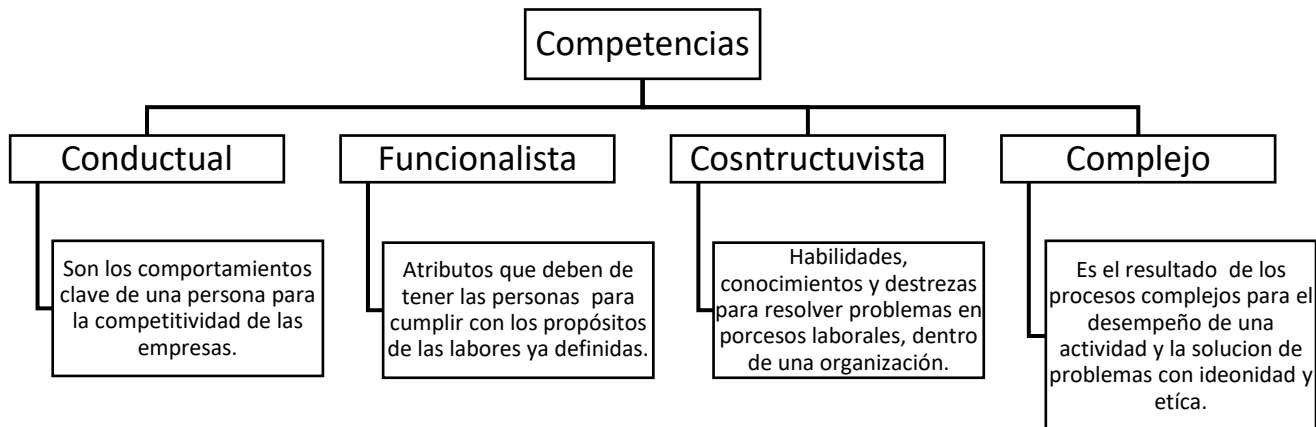 Competencias
Conductual
Funcionalista
Cosntructuvista
Complejo
Son los comportamientos
clave de una persona para
la competitividad de las
empresas.
Atributos que deben de
tener las personas para
cumplir con los propósitos
de las labores ya definidas.
Habilidades,
conocimientos y destrezas
para resolver problemas en
porcesos laborales, dentro
de una organización.
Es el resultado de los
procesos complejos para el
desempeño de una
actividad y la solucion de
problemas con ideonidad y
etíca.